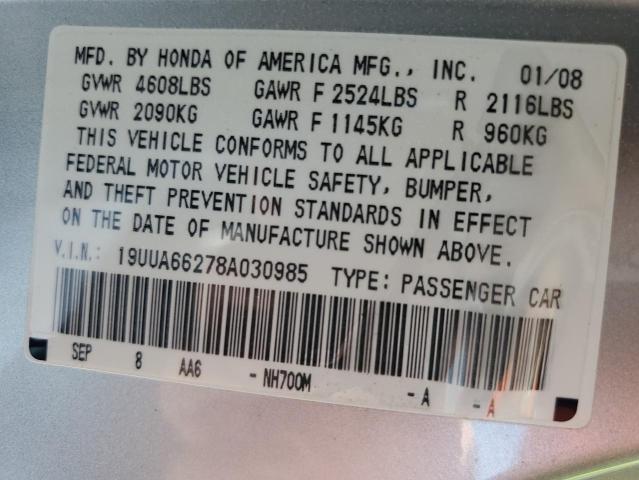 MFD. BY HONDA OF AMERICA MFG., INC. 01/08
GVWR 4608LBS GAWR F 2524LBS R 2116LBS
GVWR 2090KG GAWR F 1145KG R 960KG
THIS VEHICLE CONFORMS TO ALL APPLICABLE
FEDERAL MOTOR VEHICLE SAFETY, BUMPER,
AND THEFT PREVENTION STANDARDS IN EFFECT
ON THE DATE OF MANUFACTURE SHOWN ABOVE.
V.I.N.: 19UUA66278A030985 TYPE: PASSENGER CAR
SEP 8 AA6 - NH700M - A - A